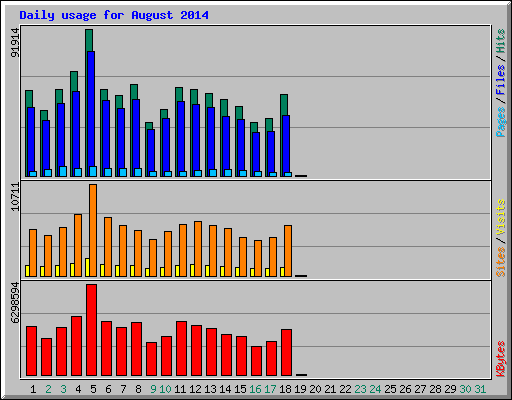 Daily usage for August 2014
91914
Pages / Files / Hits
10711
Sites / Visits
6298594
KBytes
1 2 3 4 5 6 7 8 9 10 11 12 13 14 15 16 17 18 19 20 21 22 23 24 25 26 27 28 29 30 31